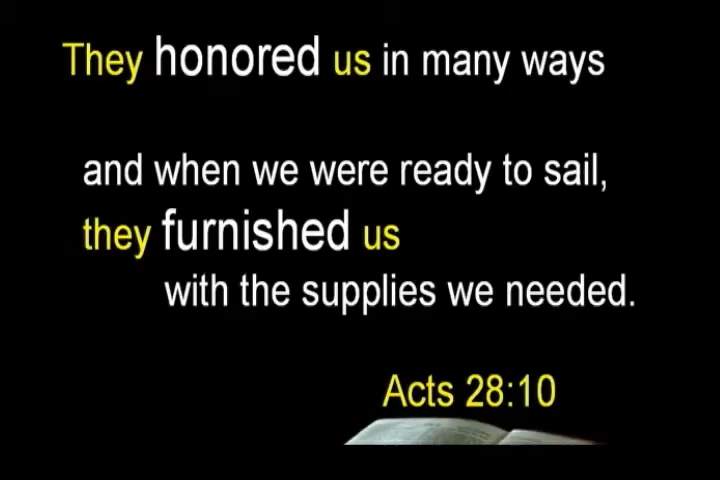 They honored us in many ways
and when we were ready to sail,
they furnished us
with the supplies we needed.
Acts 28:10